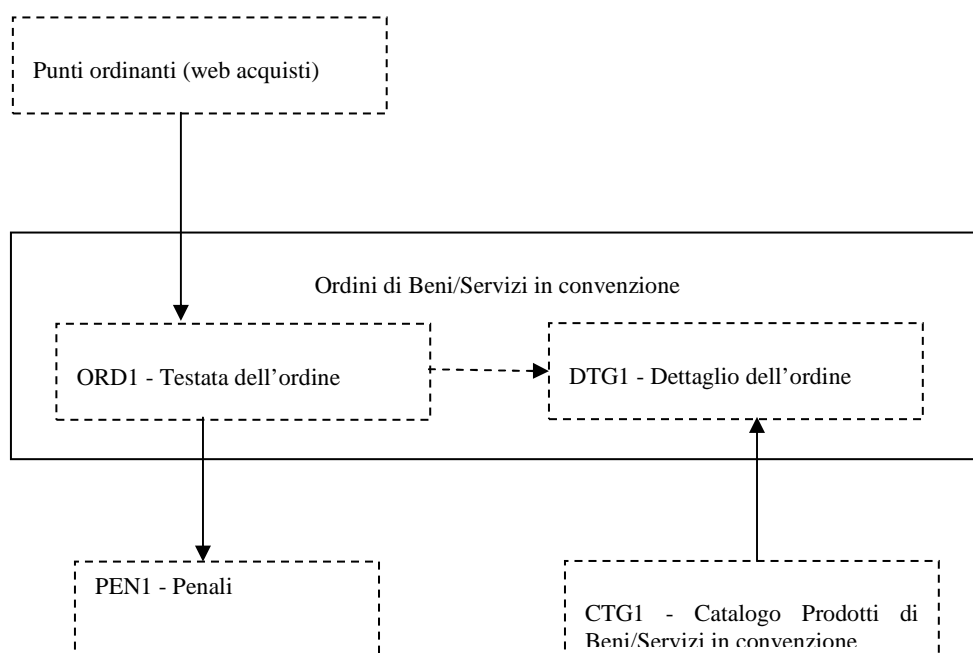 Punti ordinanti (web acquisti)
Ordini di Beni/Servizi in convenzione
ORD1 - Testata dell’ordine
DTG1 - Dettaglio dell’ordine
PEN1 - Penali
CTG1 - Catalogo Prodotti di
Beni/Servizi in convenzione